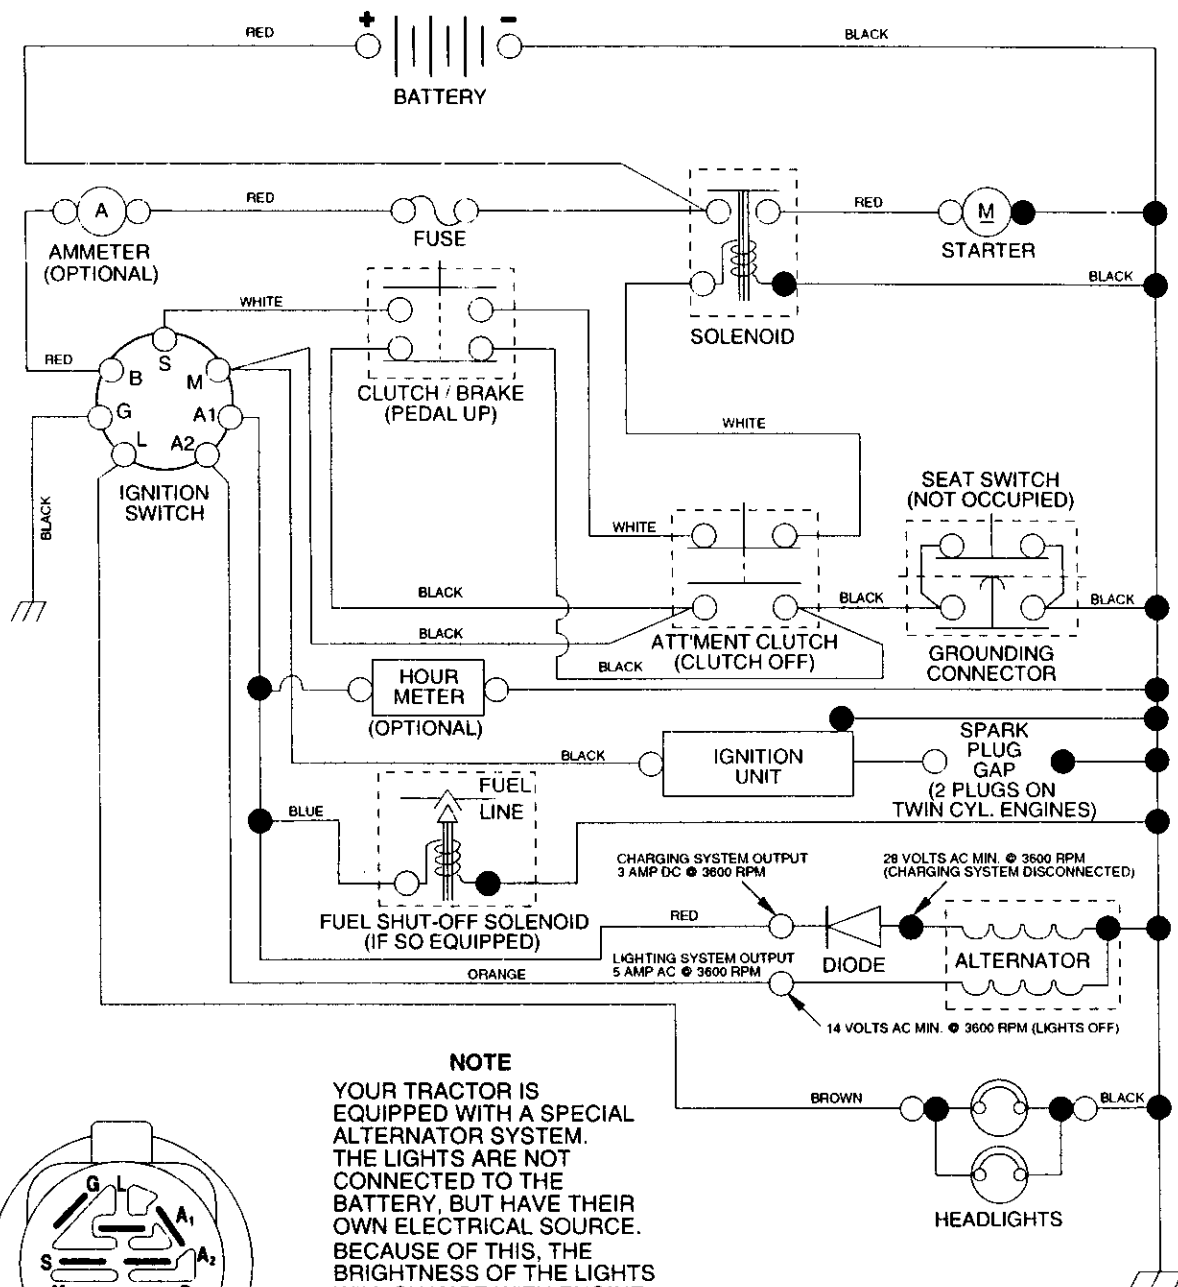 + -
RED
BLACK
BATTERY
RED
RED
BLACK
A
M
FUSE
STARTER
AMMETER
(OPTIONAL)
SOLENOID
WHITE
RED
S
B
M
G
A1
L
A2
CLUTCH / BRAKE
(PEDAL UP)
WHITE
IGNITION
SWITCH
BLACK
SEAT SWITCH
(NOT OCCUPIED)
WHITE
BLACK
BLACK
BLACK
BLACK
ATT'MENT CLUTCH
(CLUTCH OFF)
BLACK
GROUNDING
CONNECTOR
HOUR
METER
(OPTIONAL)
BLACK
IGNITION
UNIT
SPARK
PLUG
GAP
(2 PLUGS ON
TWIN CYL. ENGINES)
FUEL
LINE
BLUE
FUEL SHUT-OFF SOLENOID
(IF SO EQUIPPED)
CHARGING SYSTEM OUTPUT
3 AMP DC @ 3600 RPM
28 VOLTS AC MIN. @ 3600 RPM
(CHARGING SYSTEM DISCONNECTED)
RED
DIODE
ALTERNATOR
LIGHTING SYSTEM OUTPUT
5 AMP AC @ 3600 RPM
ORANGE
14 VOLTS AC MIN. @ 3600 RPM (LIGHTS OFF)
BROWN
BLACK
HEADLIGHTS
NOTE
YOUR TRACTOR IS
EQUIPPED WITH A SPECIAL
ALTERNATOR SYSTEM.
THE LIGHTS ARE NOT
CONNECTED TO THE
BATTERY, BUT HAVE THEIR
OWN ELECTRICAL SOURCE.
BECAUSE OF THIS, THE
BRIGHTNESS OF THE LIGHTS
G L
A1
A2
S